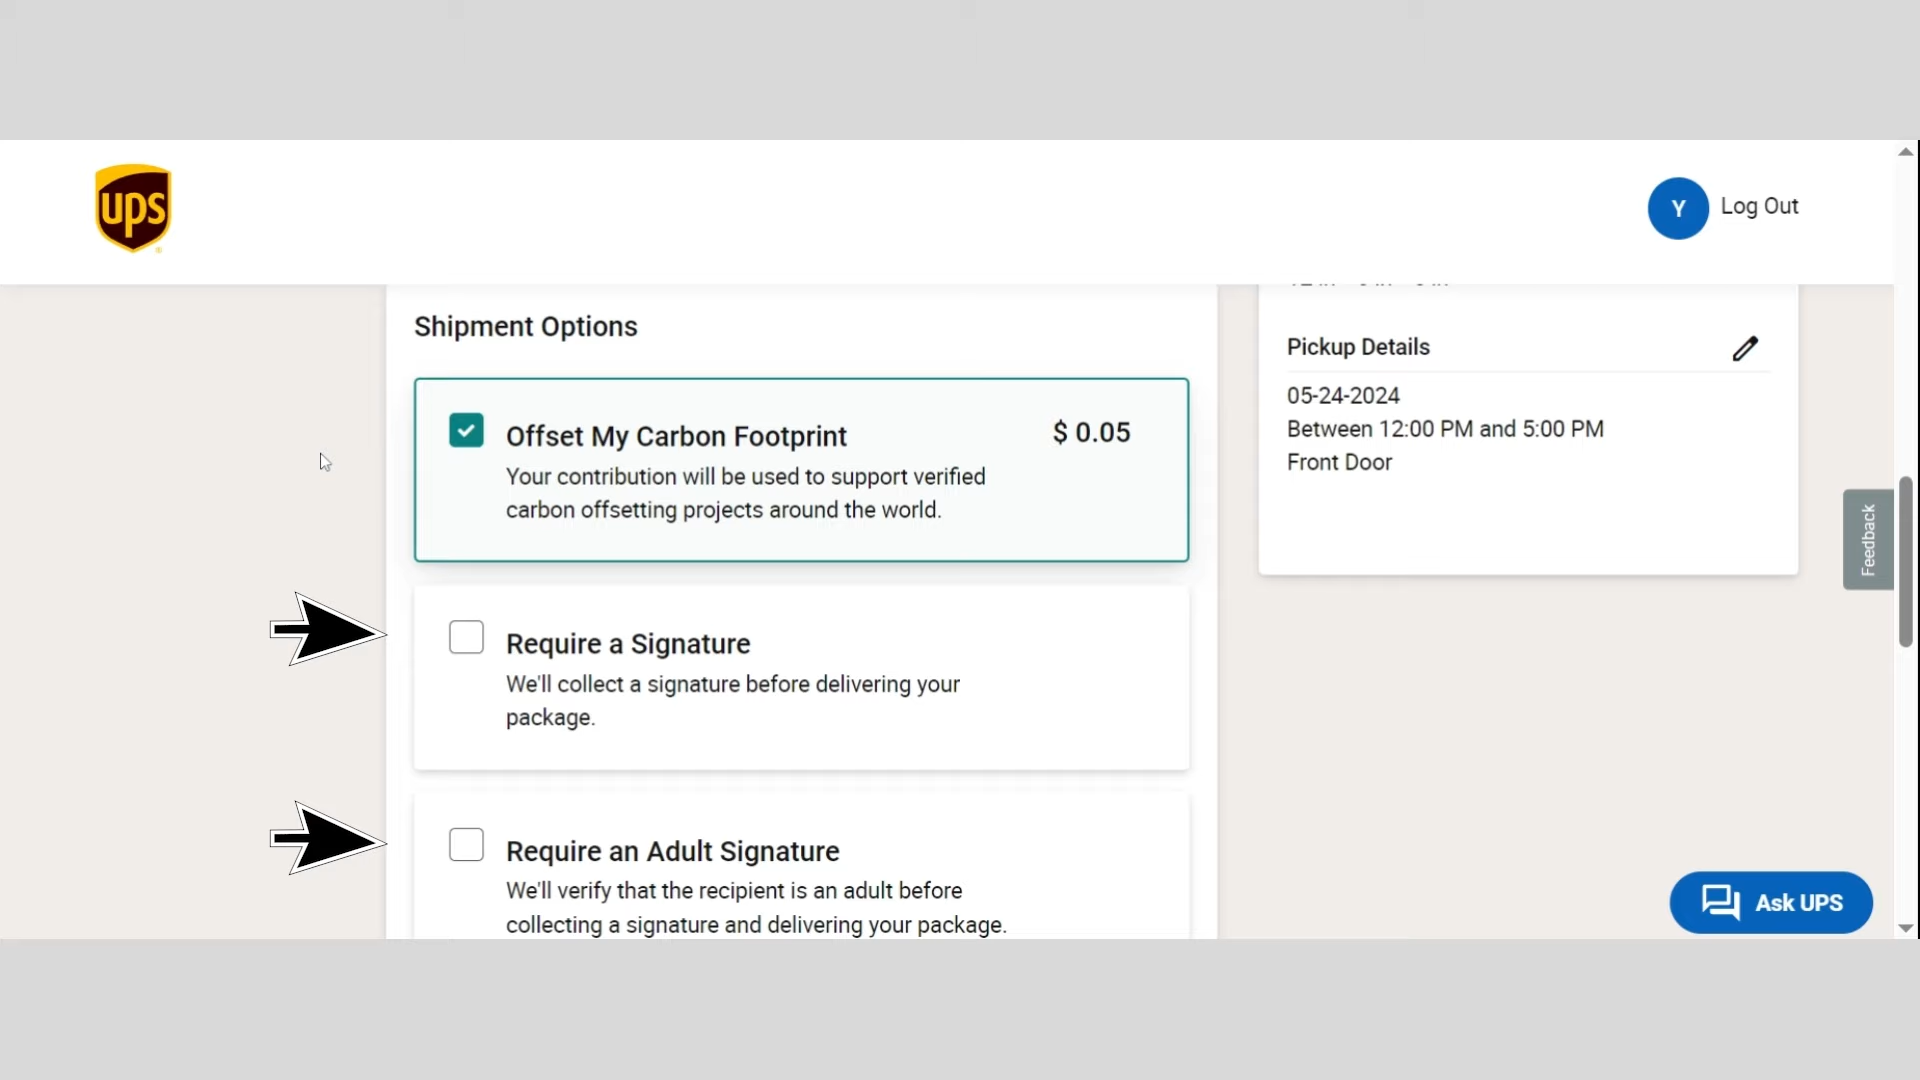 ups
Y Log Out
Shipment Options
Offset My Carbon Footprint $ 0.05
Your contribution will be used to support verified
carbon offsetting projects around the world.
Require a Signature
We'll collect a signature before delivering your
package.
Require an Adult Signature
We'll verify that the recipient is an adult before
collecting a signature and delivering your package.
Pickup Details
05-24-2024
Between 12:00 PM and 5:00 PM
Front Door
Feedback
Ask UPS